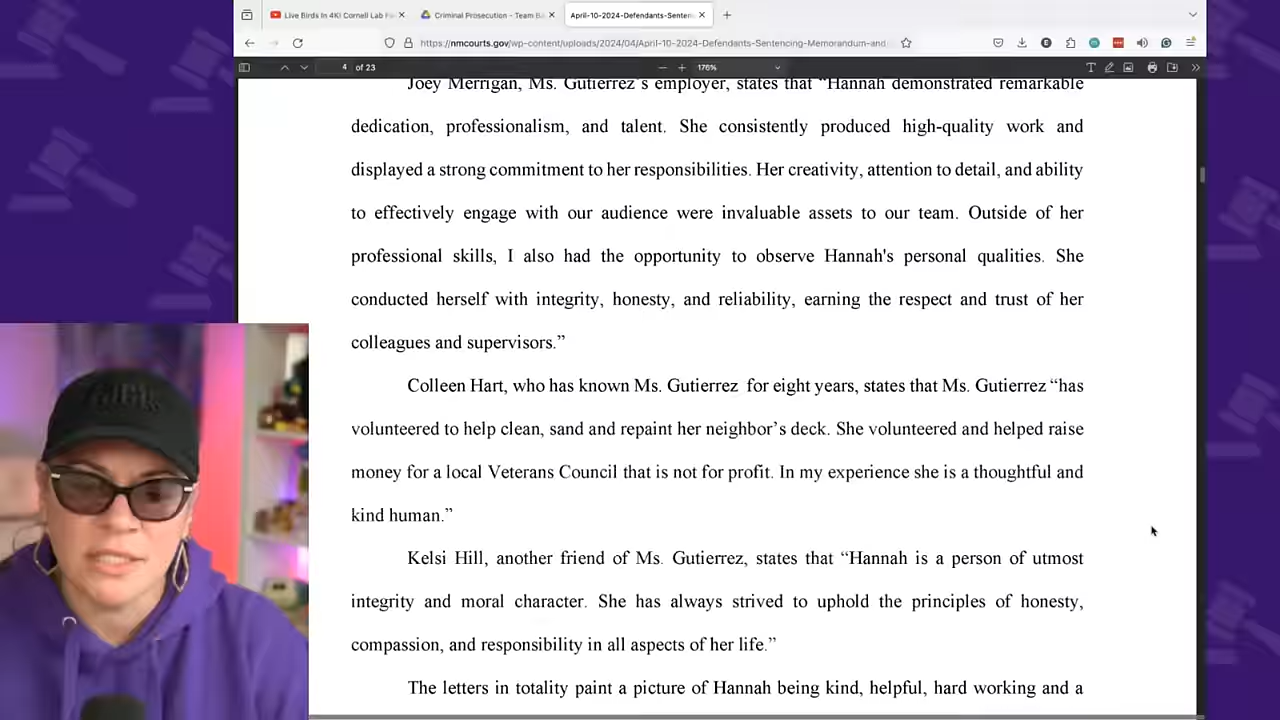 Live Birds In 4K! Cornell Lab
Criminal Prosecution - Team
April-10-2024-Defendants-Senten
https://nmcourts.gov/wp-content/uploads/2024/04/April-10-2024-Defendants-Sentencing-Memorandum-and
4 of 23
176%
Joey Merrigan, Ms. Gutierrez's employer, states that “Hannah demonstrated remarkable
dedication, professionalism, and talent. She consistently produced high-quality work and
displayed a strong commitment to her responsibilities. Her creativity, attention to detail, and ability
to effectively engage with our audience were invaluable assets to our team. Outside of her
professional skills, I also had the opportunity to observe Hannah's personal qualities. She
conducted herself with integrity, honesty, and reliability, earning the respect and trust of her
colleagues and supervisors.”
Colleen Hart, who has known Ms. Gutierrez for eight years, states that Ms. Gutierrez “has
volunteered to help clean, sand and repaint her neighbor’s deck. She volunteered and helped raise
money for a local Veterans Council that is not for profit. In my experience she is a thoughtful and
kind human.”
Kelsi Hill, another friend of Ms. Gutierrez, states that “Hannah is a person of utmost
integrity and moral character. She has always strived to uphold the principles of honesty,
compassion, and responsibility in all aspects of her life.”
The letters in totality paint a picture of Hannah being kind, helpful, hard working and a